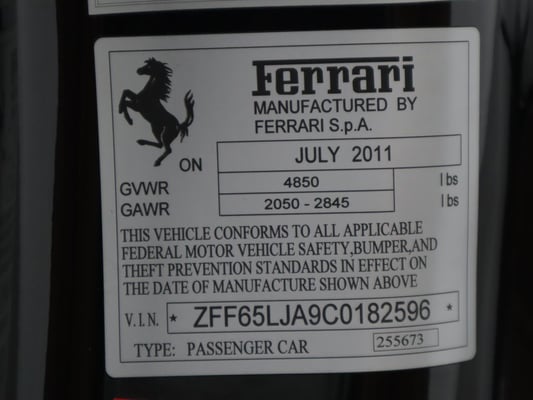 Ferrari
MANUFACTURED BY
FERRARI S.p.A.
ON JULY 2011
GVWR 4850 lbs
GAWR 2050 - 2845 lbs
THIS VEHICLE CONFORMS TO ALL APPLICABLE
FEDERAL MOTOR VEHICLE SAFETY,BUMPER,AND
THEFT PREVENTION STANDARDS IN EFFECT ON
THE DATE OF MANUFACTURE SHOWN ABOVE
V.I.N. * ZFF65LJA9C0182596 *
TYPE: PASSENGER CAR 255673